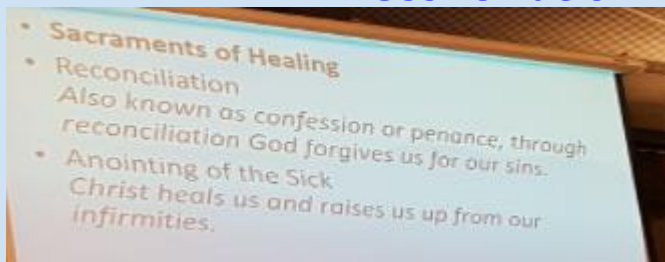 • Sacraments of Healing
• Reconciliation
Also known as confession or penance, through
reconciliation God forgives us for our sins.
• Anointing of the Sick
Christ heals us and raises us up from our
infirmities.